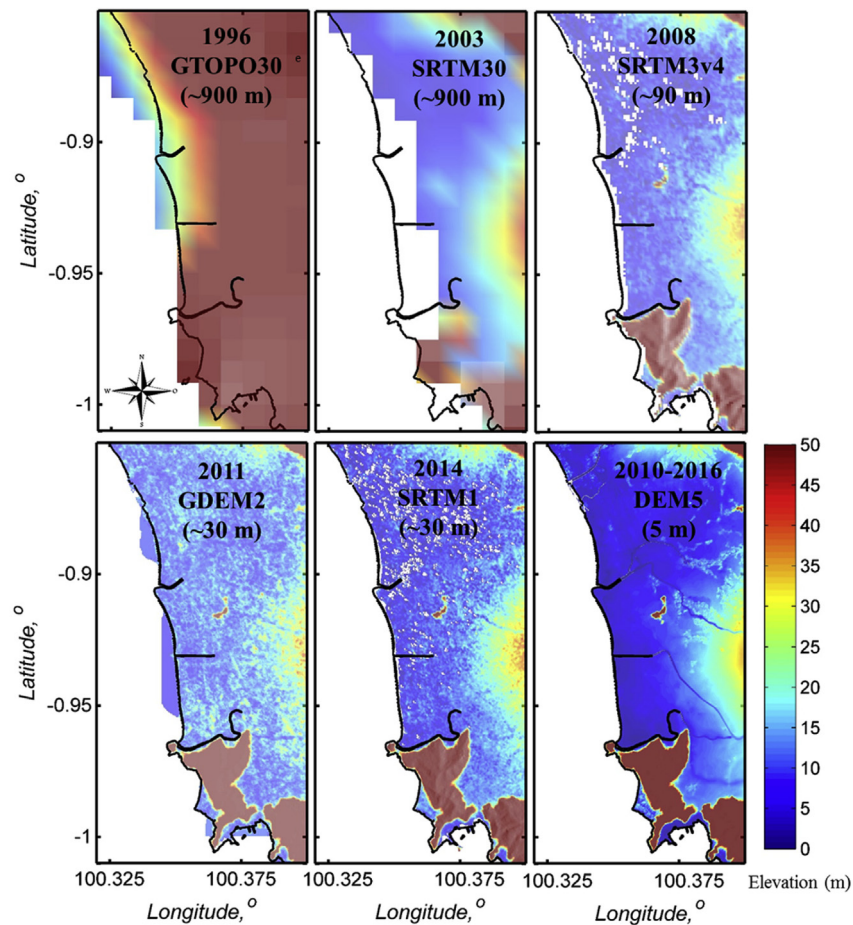 1996
GTOPO30 e
(~900 m)
2003
SRTM30
(~900 m)
2008
SRTM3v4
(~90 m)
-0.9
-0.95
-1
Latitude, o
N
W
O
S
2011
GDEM2
(~30 m)
2014
SRTM1
(~30 m)
2010-2016
DEM5
(5 m)
-0.9
-0.95
-1
Latitude, o
50
45
40
35
30
25
20
15
10
5
0
Elevation (m)
100.325 100.375
100.325 100.375
100.325 100.375
Longitude, o
Longitude, o
Longitude, o